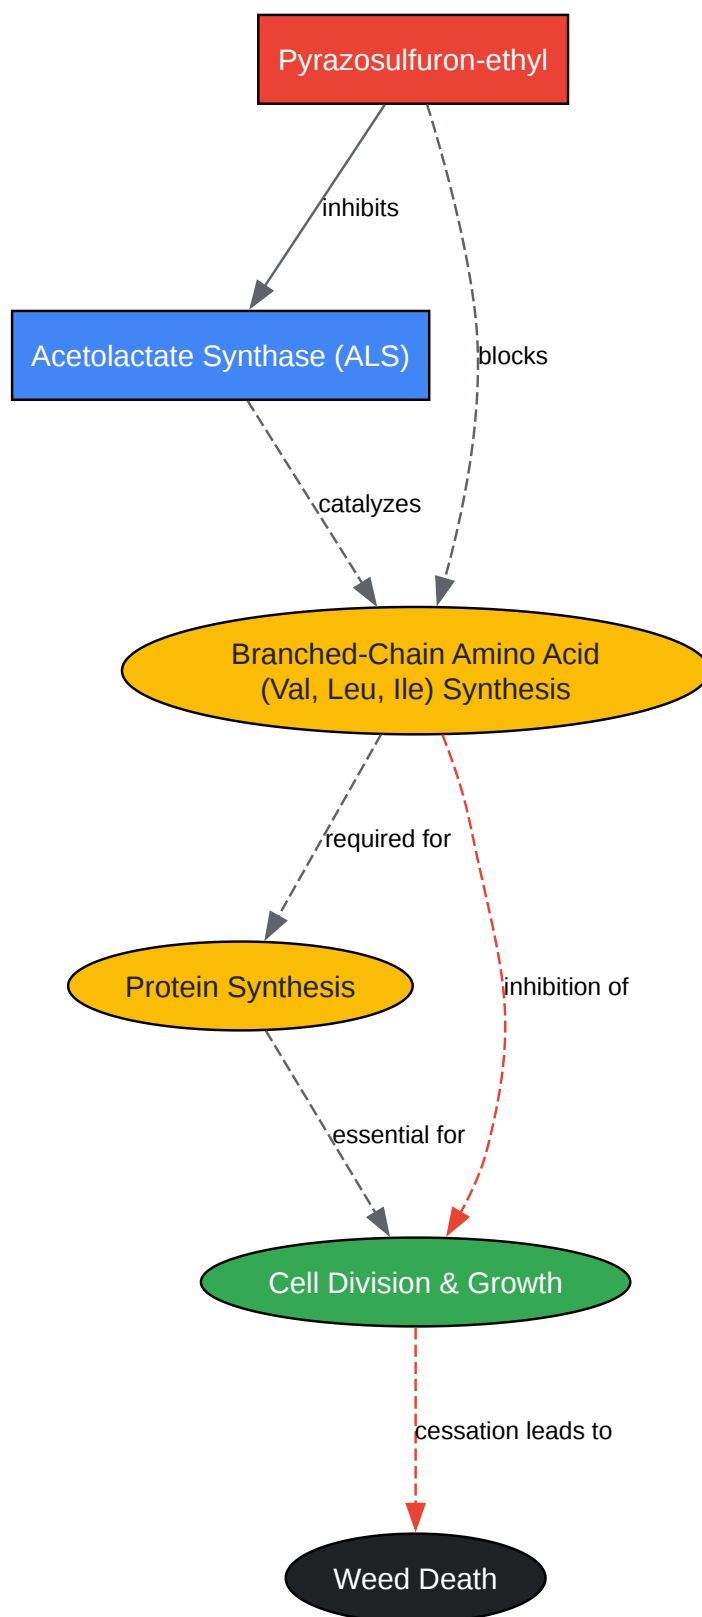 Pyrazosulfuron-ethyl
inhibits
Acetolactate Synthase (ALS)
blocks
catalyzes
Branched-Chain Amino Acid
(Val, Leu, Ile) Synthesis
required for
Protein Synthesis
inhibition of
essential for
Cell Division & Growth
cessation leads to
Weed Death